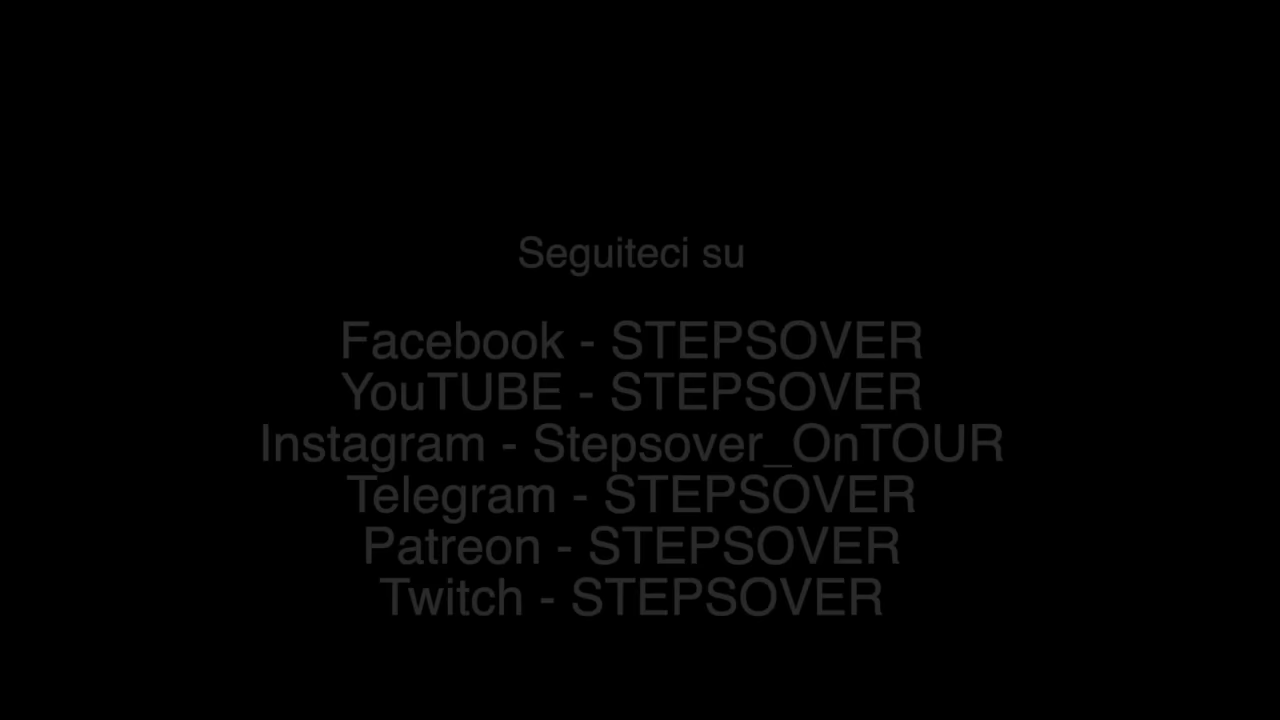 Seguiteci su
Facebook - STEPSOVER
YouTUBE - STEPSOVER
Instagram - Stepsover_OnTOUR
Telegram - STEPSOVER
Patreon - STEPSOVER
Twitch - STEPSOVER